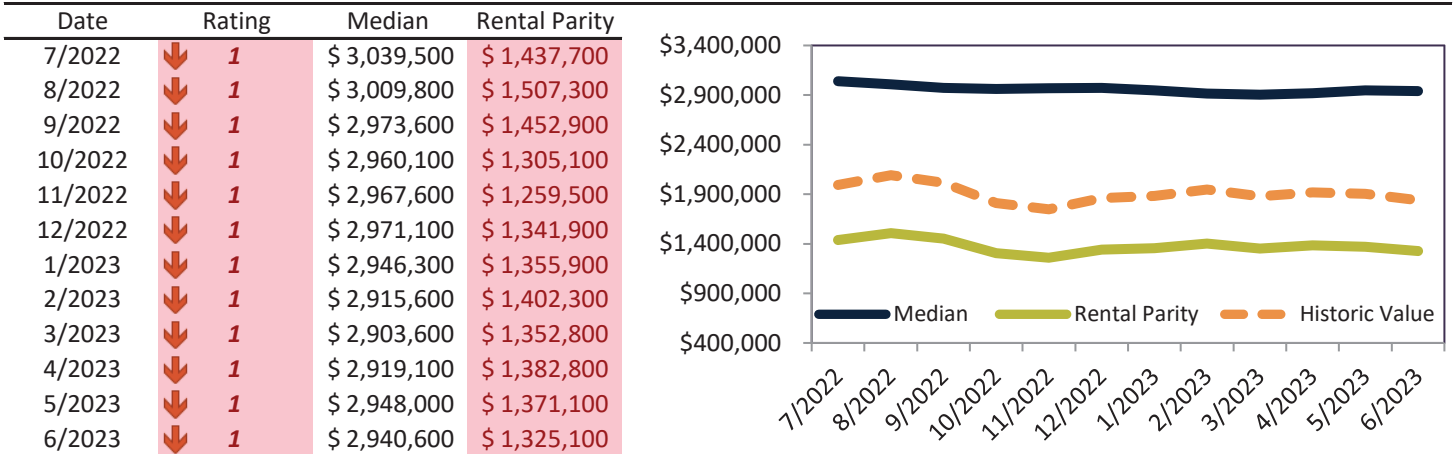 Date Rating Median Rental Parity
7/2022 1 $ 3,039,500 $ 1,437,700
8/2022 1 $ 3,009,800 $ 1,507,300
9/2022 1 $ 2,973,600 $ 1,452,900
10/2022 1 $ 2,960,100 $ 1,305,100
11/2022 1 $ 2,967,600 $ 1,259,500
12/2022 1 $ 2,971,100 $ 1,341,900
1/2023 1 $ 2,946,300 $ 1,355,900
2/2023 1 $ 2,915,600 $ 1,402,300
3/2023 1 $ 2,903,600 $ 1,352,800
4/2023 1 $ 2,919,100 $ 1,382,800
5/2023 1 $ 2,948,000 $ 1,371,100
6/2023 1 $ 2,940,600 $ 1,325,100
$3,400,000
$2,900,000
$2,400,000
$1,900,000
$1,400,000
$900,000
$400,000
Median Rental Parity Historic Value
7/2022 8/2022 9/2022 10/2022 11/2022 12/2022 1/2023 2/2023 3/2023 4/2023 5/2023 6/2023